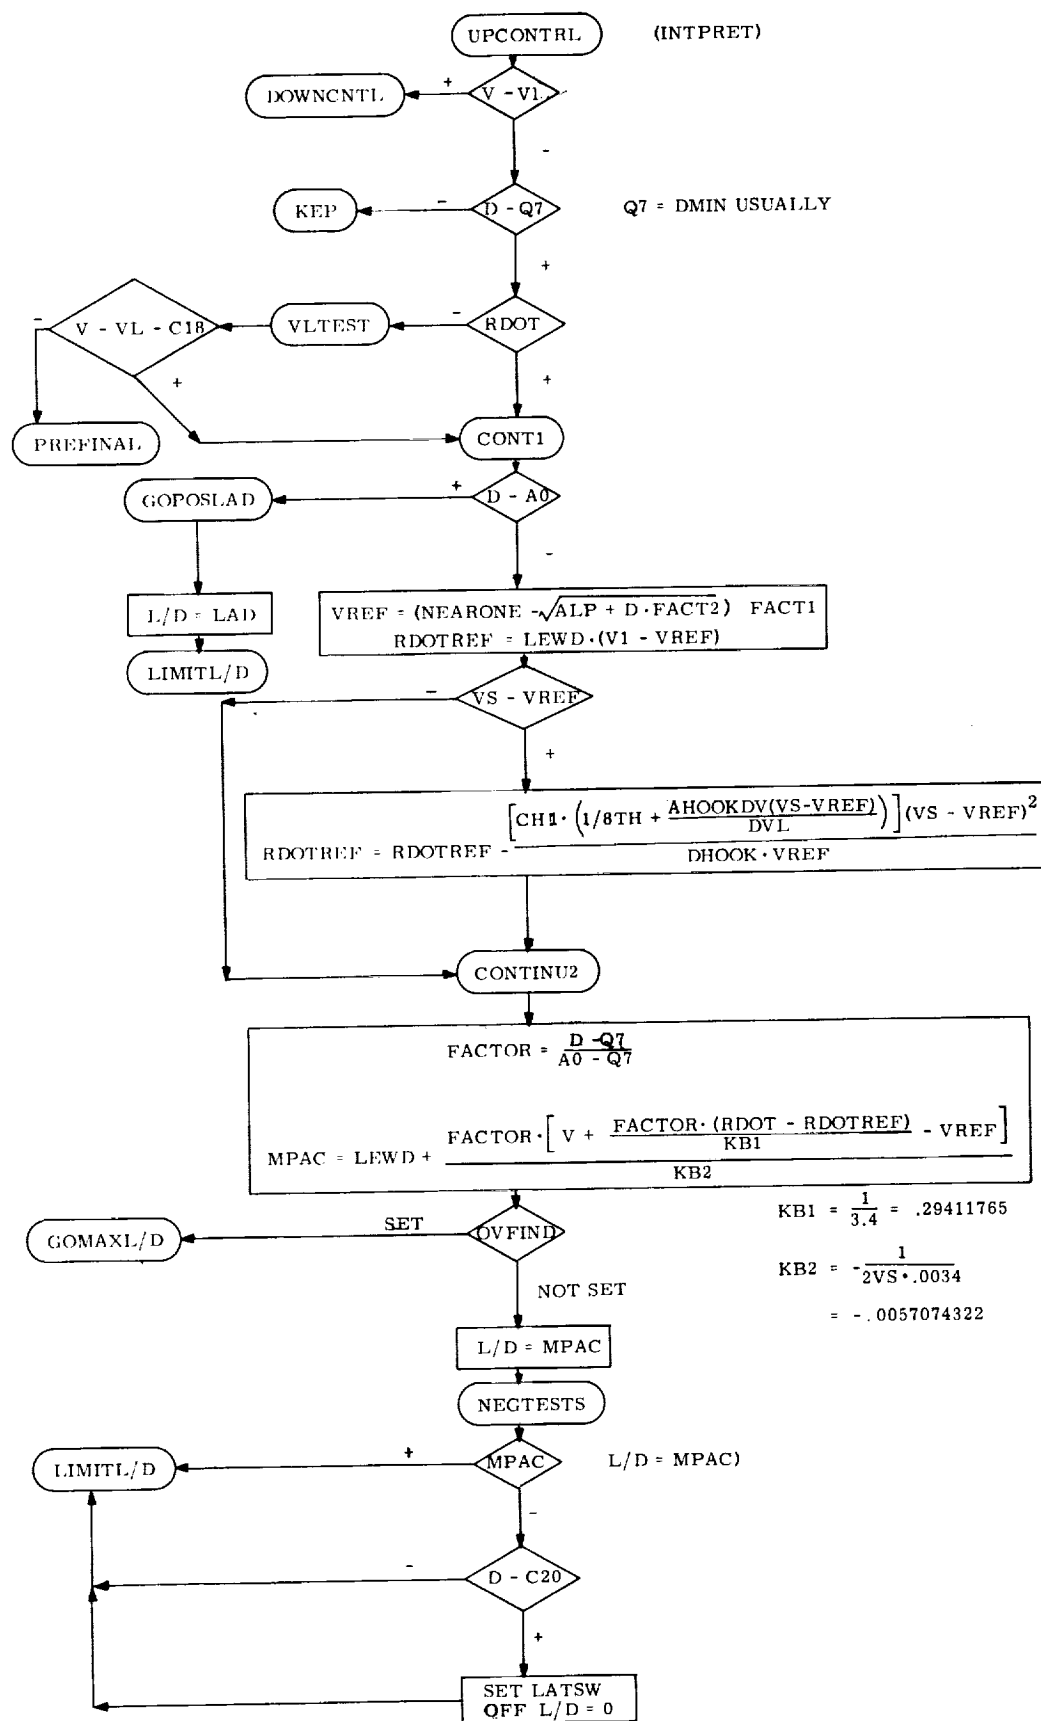 UPCONTRL (INTPRET)
DOWNCNTL + V - V1
-
KEP - D - Q7 Q7 = DMIN USUALLY
+
- V - VL - C18 VLTEST - RDOT
+ +
PREFINAL CONT1
GOPOSLAD + D - A0
-
L/D = LAD
VREF = (NEARONE - √ALP + D·FACT2) FACT1
RDOTREF = LEWD·(V1 - VREF)
LIMITL/D
- VS - VREF
+
RDOTREF = RDOTREF - [CH1· (1/8TH + AHOOKDV(VS-VREF) / DVL)] (VS - VREF)² / DHOOK·VREF
CONTINU2
FACTOR = D - Q7 / A0 - Q7
MPAC = LEWD + FACTOR·[V + FACTOR·(RDOT - RDOTREF) / KB1 - VREF] / KB2
KB1 = 1 / 3.4 = .29411765
GOMAXL/D SET OVFIND
KB2 = - 1 / 2VS·.0034
NOT SET
= -.0057074322
L/D = MPAC
NEGTESTS
LIMITL/D + MPAC L/D = MPAC)
-
- D - C20
+
SET LATSW
OFF L/D = 0